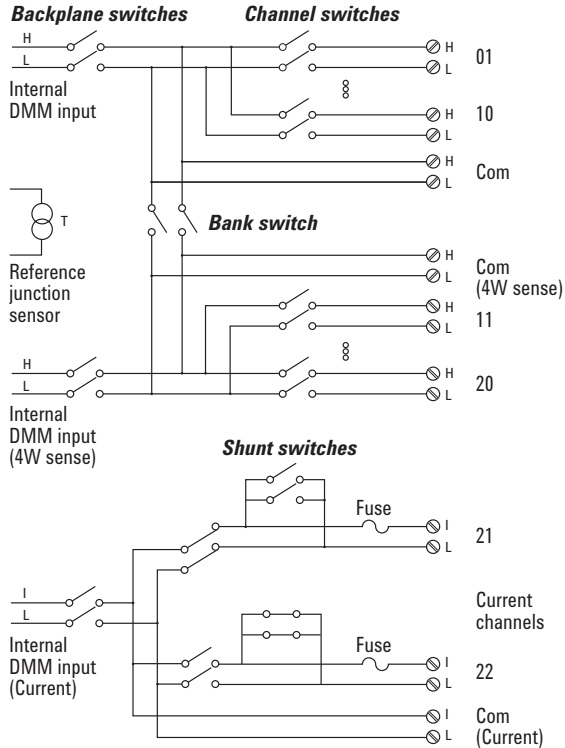 Backplane switches
Channel switches
H
L
Internal
DMM input
H
L
01
H
L
10
H
L
Com
Bank switch
T
Reference
junction
sensor
H
L
Com
(4W sense)
H
L
11
H
L
20
H
L
Internal
DMM input
(4W sense)
Shunt switches
Fuse
I
L
21
I
L
Internal
DMM input
(Current)
Current
channels
Fuse
I
L
22
I
L
Com
(Current)